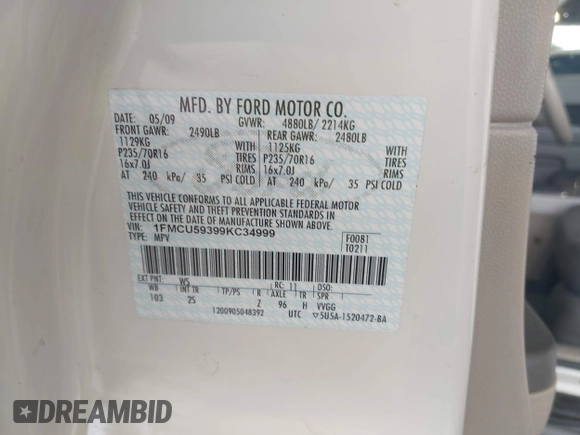 MFD. BY FORD MOTOR CO.
DATE: 05/09 GVWR: 4880LB/ 2214KG
FRONT GAWR: 2490LB REAR GAWR: 2480LB
1129KG WITH 1125KG WITH
P235/70R16 TIRES P235/70R16 TIRES
16x7.0J RIMS 16x7.0J RIMS
AT 240 kPa/ 35 PSI COLD AT 240 kPa/ 35 PSI COLD
THIS VEHICLE CONFORMS TO ALL APPLICABLE FEDERAL MOTOR
VEHICLE SAFETY AND THEFT PREVENTION STANDARDS IN
EFFECT ON THE DATE OF MANUFACTURE SHOWN ABOVE.
VIN: 1FMCU59399KC34999 F0081
TYPE: MPV T0211
EXT PNT: WS RC: 11 DSO:
WB INT TR TP/PS R AXLE TR SPR
103 25 Z 96 H VVGG
1200905048392 UTC ▽5U5A-1520472-BA
DREAMBID